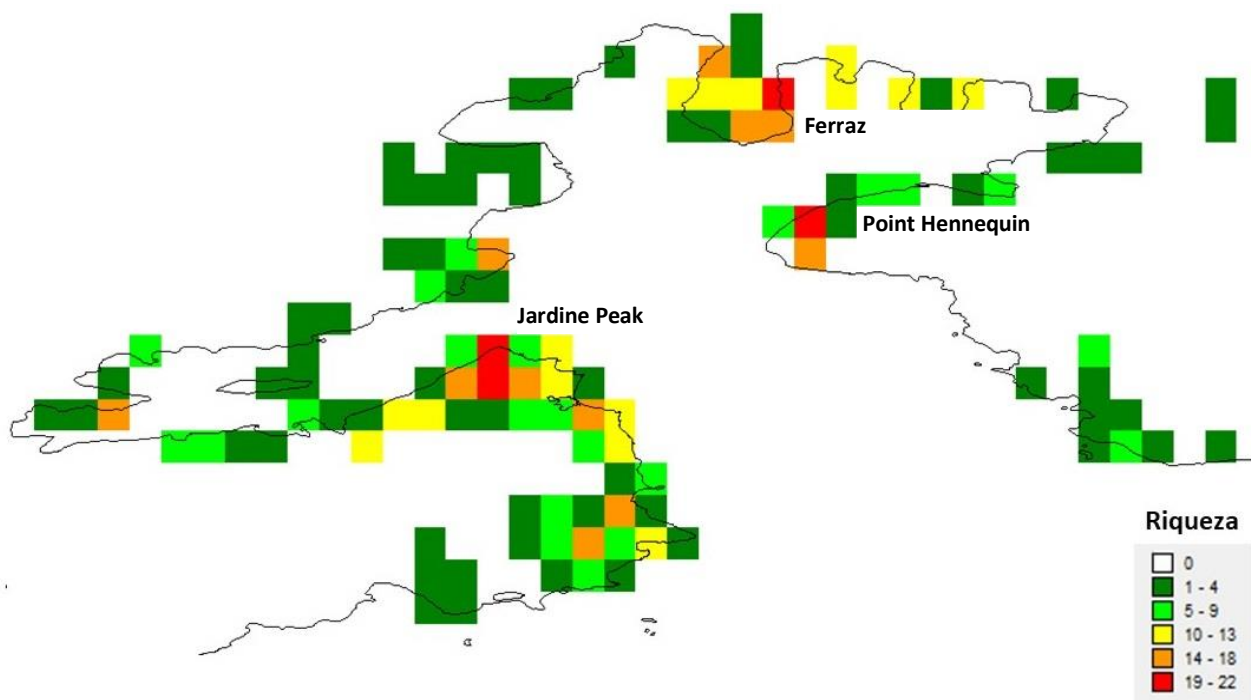 Ferraz
Point Hennequin
Jardine Peak
Riqueza
0
1 - 4
5 - 9
10 - 13
14 - 18
19 - 22